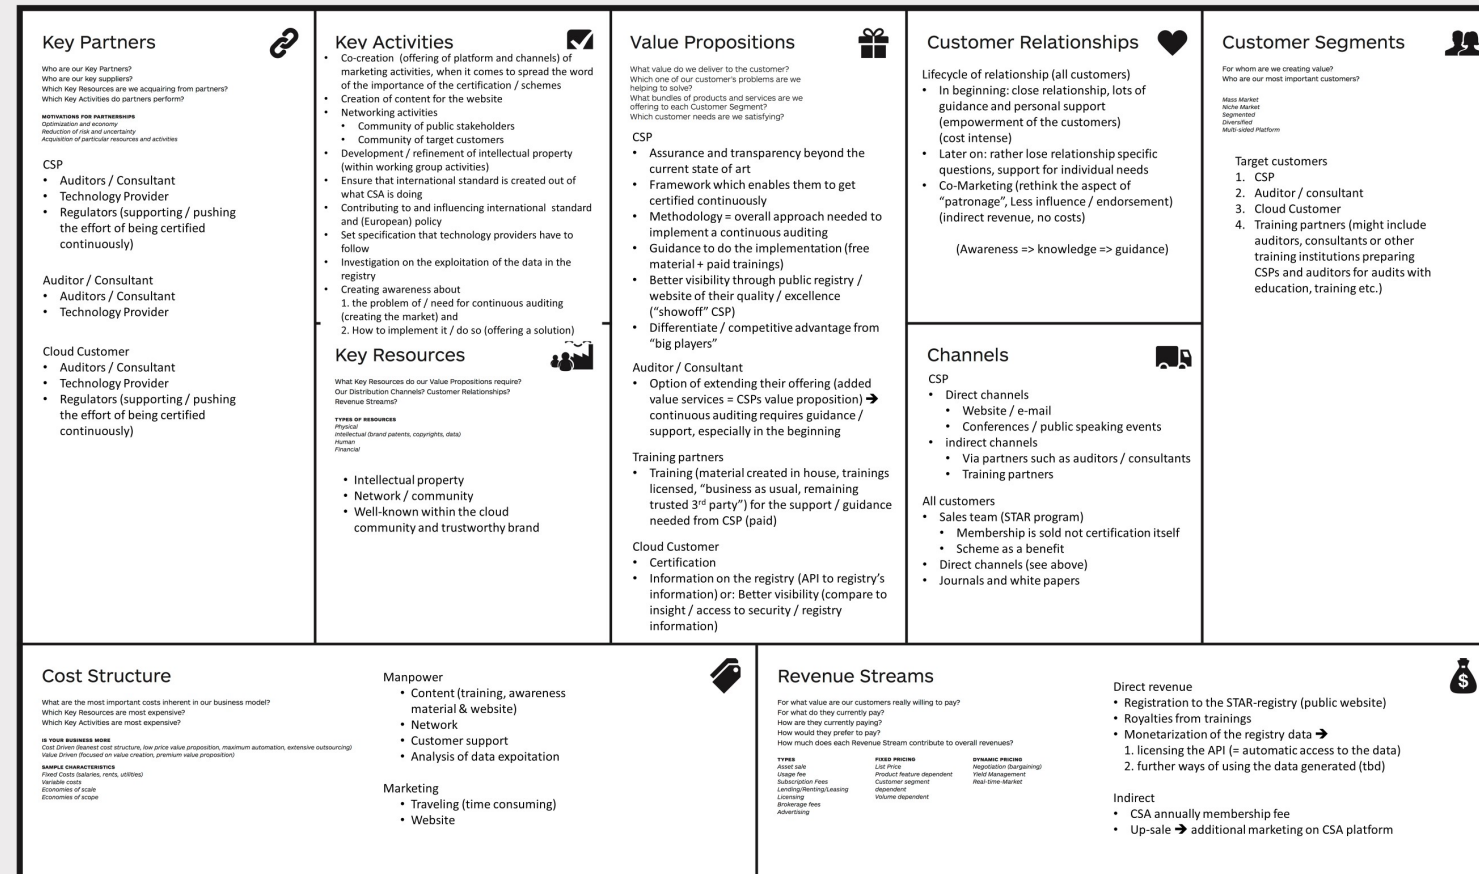 Key Partners
Who are our Key Partners?
Who are our key suppliers?
Which Key Resources are we acquairing from partners?
Which Key Activities do partners perform?
MOTIVATIONS FOR PARTNERSHIPS
Optimization and economy
Reduction of risk and uncertainty
Acquisition of particular resources and activities
CSP
• Auditors / Consultant
• Technology Provider
• Regulators (supporting / pushing
the effort of being certified
continuously)
Auditor / Consultant
• Auditors / Consultant
• Technology Provider
Cloud Customer
• Auditors / Consultant
• Technology Provider
• Regulators (supporting / pushing
the effort of being certified
continuously)
Key Activities
• Co-creation (offering of platform and channels) of
marketing activities, when it comes to spread the word
of the importance of the certification / schemes
• Creation of content for the website
• Networking activities
• Community of public stakeholders
• Community of target customers
• Development / refinement of intellectual property
(within working group activities)
• Ensure that international standard is created out of
what CSA is doing
• Contributing to and influencing international standard
and (European) policy
• Set specification that technology providers have to
follow
• Investigation on the exploitation of the data in the
registry
• Creating awareness about
1. the problem of / need for continuous auditing
(creating the market) and
2. How to implement it / do so (offering a solution)
Key Resources
What Key Resources do our Value Propositions require?
Our Distribution Channels? Customer Relationships?
Revenue Streams?
TYPES OF RESOURCES
Physical
Intellectual (brand patents, copyrights, data)
Human
Financial
• Intellectual property
• Network / community
• Well-known within the cloud
community and trustworthy brand
Value Propositions
What value do we deliver to the customer?
Which one of our customer's problems are we
helping to solve?
What bundles of products and services are we
offering to each Customer Segment?
Which customer needs are we satisfying?
CSP
• Assurance and transparency beyond the
current state of art
• Framework which enables them to get
certified continuously
• Methodology = overall approach needed to
implement a continuous auditing
• Guidance to do the implementation (free
material + paid trainings)
• Better visibility through public registry /
website of their quality / excellence
("showoff" CSP)
• Differentiate / competitive advantage from
"big players"
Auditor / Consultant
• Option of extending their offering (added
value services = CSPs value proposition) ➔
continuous auditing requires guidance /
support, especially in the beginning
Training partners
• Training (material created in house, trainings
licensed, "business as usual, remaining
trusted 3rd party") for the support / guidance
needed from CSP (paid)
Cloud Customer
• Certification
• Information on the registry (API to registry's
information) or: Better visibility (compare to
insight / access to security / registry
information)
Customer Relationships
Lifecycle of relationship (all customers)
• In beginning: close relationship, lots of
guidance and personal support
(empowerment of the customers)
(cost intense)
• Later on: rather lose relationship specific
questions, support for individual needs
• Co-Marketing (rethink the aspect of
"patronage", Less influence / endorsement)
(indirect revenue, no costs)
(Awareness => knowledge => guidance)
Channels
CSP
• Direct channels
• Website / e-mail
• Conferences / public speaking events
• indirect channels
• Via partners such as auditors / consultants
• Training partners
All customers
• Sales team (STAR program)
• Membership is sold not certification itself
• Scheme as a benefit
• Direct channels (see above)
• Journals and white papers
Customer Segments
For whom are we creating value?
Who are our most important customers?
Mass Market
Niche Market
Segmented
Diversified
Multi-sided Platform
Target customers
1. CSP
2. Auditor / consultant
3. Cloud Customer
4. Training partners (might include
auditors, consultants or other
training institutions preparing
CSPs and auditors for audits with
education, training etc.)
Cost Structure
What are the most important costs inherent in our business model?
Which Key Resources are most expensive?
Which Key Activities are most expensive?
IS YOUR BUSINESS MORE
Cost Driven (leanest cost structure, low price value proposition, maximum automation, extensive outsourcing)
Value Driven (focused on value creation, premium value proposition)
SAMPLE CHARACTERISTICS
Fixed Costs (salaries, rents, utilities)
Variable costs
Economies of scale
Economies of scope
Manpower
• Content (training, awareness
material & website)
• Network
• Customer support
• Analysis of data expoitation
Marketing
• Traveling (time consuming)
• Website
Revenue Streams
For what value are our customers really willing to pay?
For what do they currently pay?
How are they currently paying?
How would they prefer to pay?
How much does each Revenue Stream contribute to overall revenues?
TYPES
Asset sale
Usage fee
Subscription Fees
Lending/Renting/Leasing
Licensing
Brokerage fees
Advertising
FIXED PRICING
List Price
Product feature dependent
Customer segment
dependent
Volume dependent
DYNAMIC PRICING
Negotiation (bargaining)
Yield Management
Real-time-Market
Direct revenue
• Registration to the STAR-registry (public website)
• Royalties from trainings
• Monetarization of the registry data ➔
1. licensing the API (= automatic access to the data)
2. further ways of using the data generated (tbd)
Indirect
• CSA annually membership fee
• Up-sale ➔ additional marketing on CSA platform